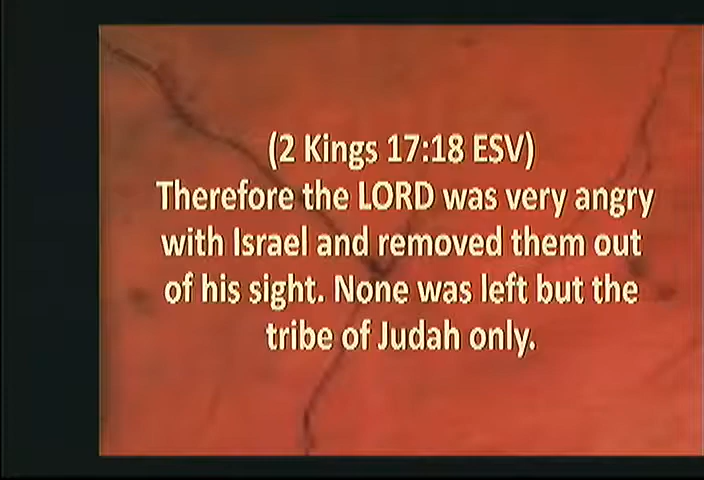 (2 Kings 17:18 ESV)
Therefore the LORD was very angry
with Israel and removed them out
of his sight. None was left but the
tribe of Judah only.